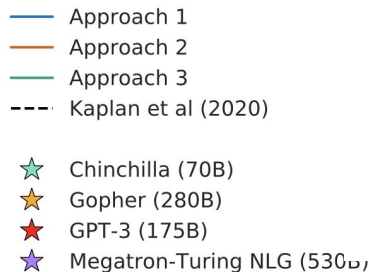 Approach 1
Approach 2
Approach 3
Kaplan et al (2020)
Chinchilla (70B)
Gopher (280B)
GPT-3 (175B)
Megatron-Turing NLG (530B)